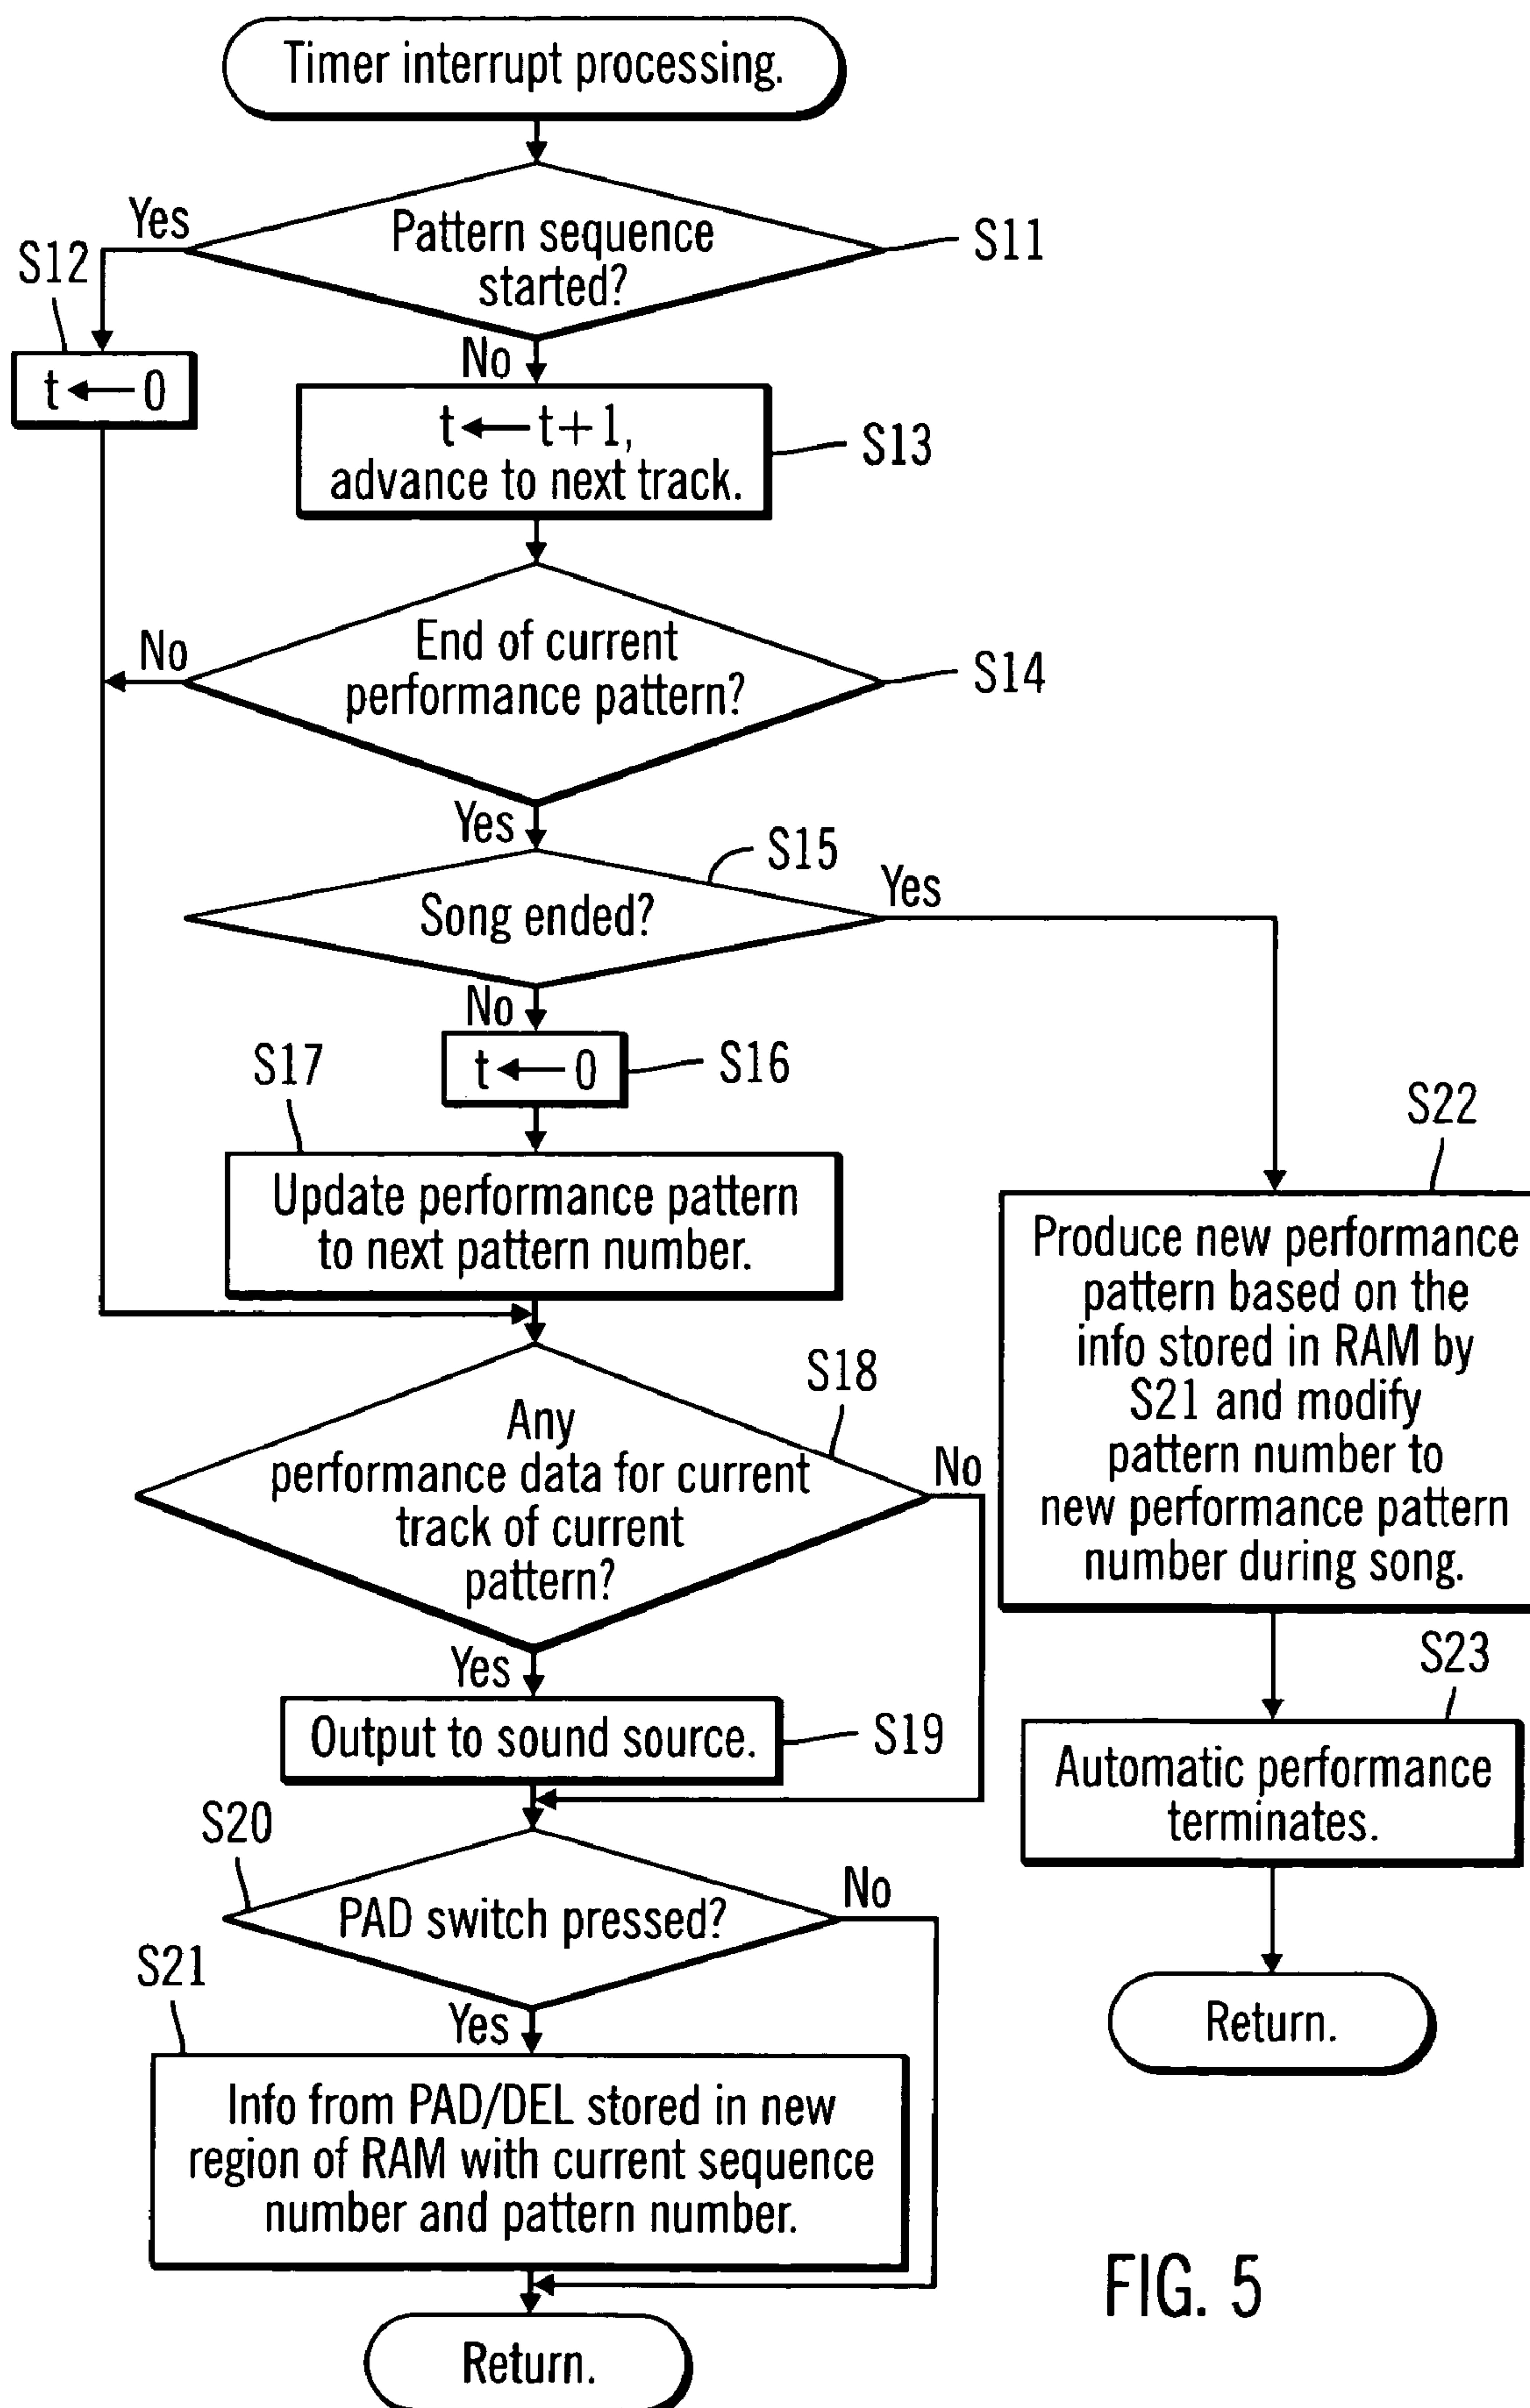 Timer interrupt processing.
Yes
Pattern sequence
started?
S11
S12
No
t ← 0
t ← t+1,
advance to next track.
S13
No
End of current
performance pattern?
S14
Yes
S15
Song ended?
Yes
No
t ← 0
S16
S17
Update performance pattern
to next pattern number.
S22
Produce new performance
pattern based on the
info stored in RAM by
S21 and modify
pattern number to
new performance pattern
number during song.
S18
Any
performance data for current
track of current
pattern?
No
Yes
Output to sound source.
S19
S23
Automatic performance
terminates.
S20
PAD switch pressed?
No
Return.
S21
Yes
Info from PAD/DEL stored in new
region of RAM with current sequence
number and pattern number.
Return.
FIG. 5